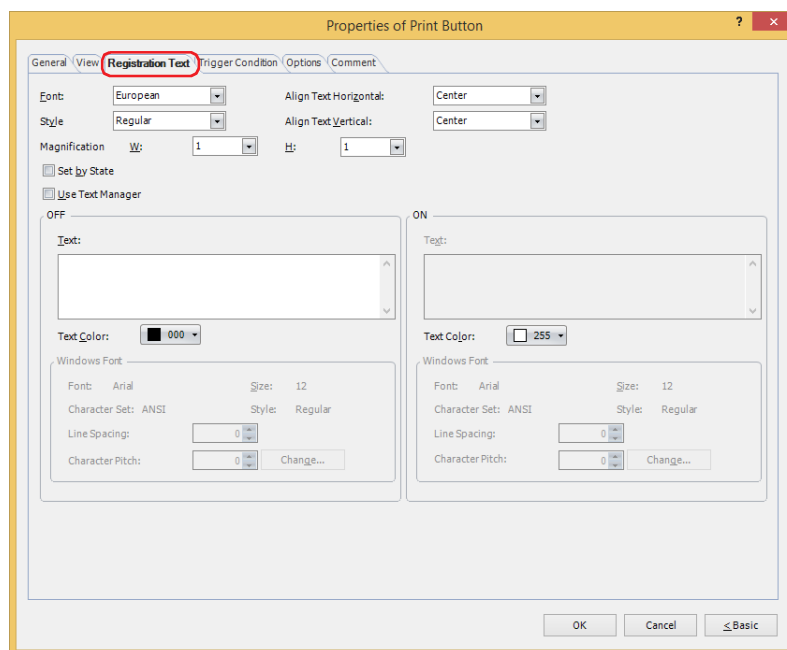 Properties of Print Button ? ×
General View Registration Text Trigger Condition Options Comment
Font: European Align Text Horizontal: Center
Style Regular Align Text Vertical: Center
Magnification W: 1 H: 1
Set by State
Use Text Manager
OFF ON
Text: Text:
Text Color: 000 Text Color: 255
Windows Font Windows Font
Font: Arial Size: 12 Font: Arial Size: 12
Character Set: ANSI Style: Regular Character Set: ANSI Style: Regular
Line Spacing: 0 Line Spacing: 0
Character Pitch: 0 Change... Character Pitch: 0 Change...
OK Cancel < Basic